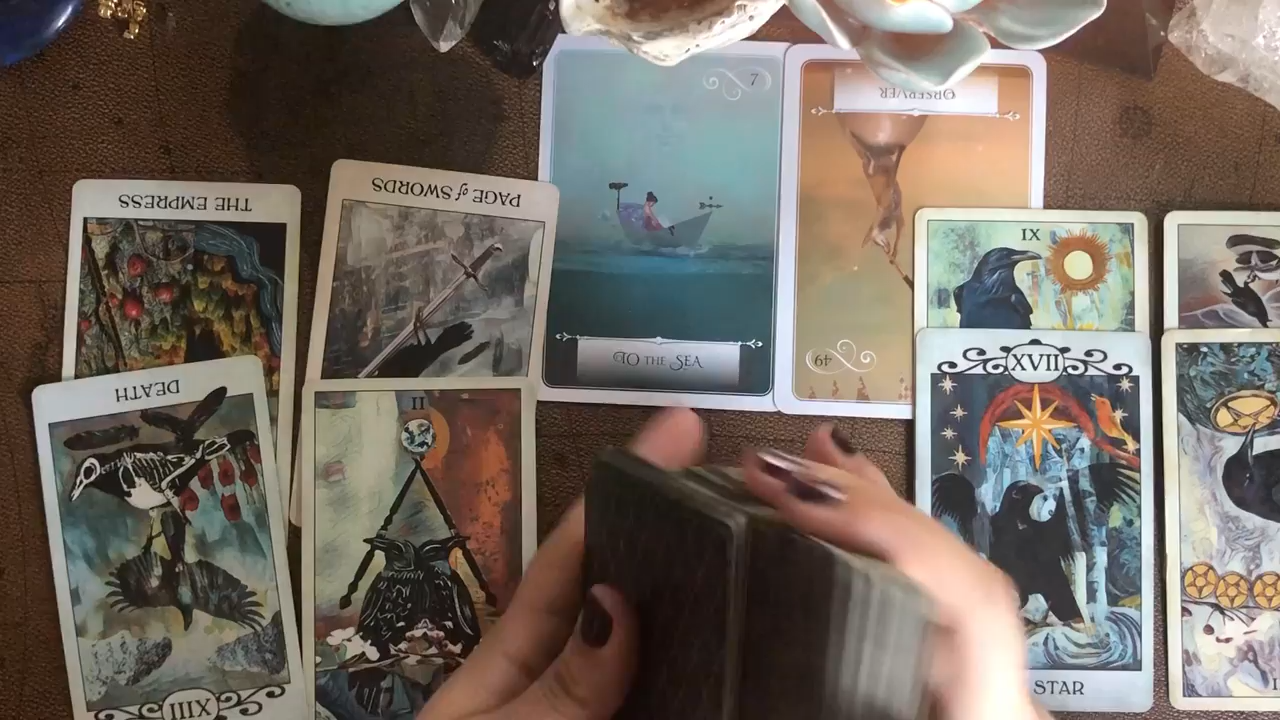 7
TO THE SEA
OBSERVER
49
THE EMPRESS
PAGE of SWORDS
IX
DEATH
XIII
II
XVII
STAR